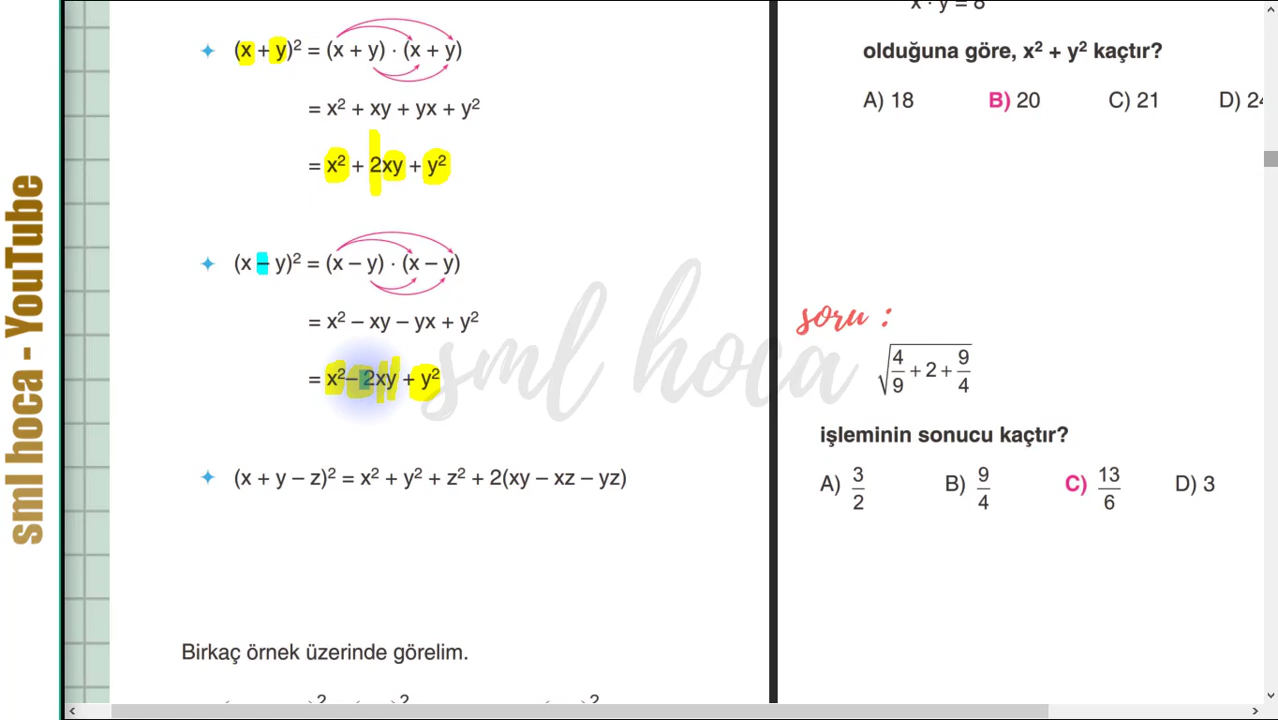 sml hoca - YouTube
(x + y)² = (x + y) · (x + y)
= x² + xy + yx + y²
= x² + 2xy + y²
(x – y)² = (x – y) · (x – y)
= x² – xy – yx + y²
= x² – 2xy + y²
(x + y – z)² = x² + y² + z² + 2(xy – xz – yz)
Birkaç örnek üzerinde görelim.
sml hoca
x · y = 8
olduğuna göre, x² + y² kaçtır?
A) 18 B) 20 C) 21 D) 24
soru :
√(4/9 + 2 + 9/4)
işleminin sonucu kaçtır?
A) 3/2 B) 9/4 C) 13/6 D) 3